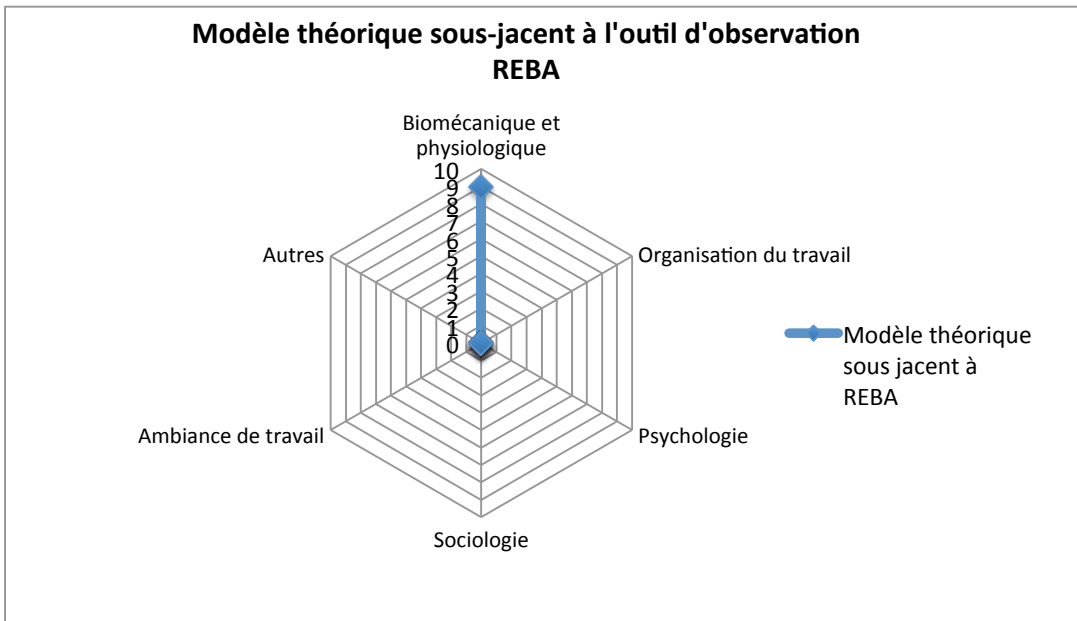 Modèle théorique sous-jacent à l'outil d'observation
REBA
Biomécanique et
physiologique
10
9
8
7
6
5
4
3
2
1
0
Autres
Organisation du travail
Modèle théorique
sous jacent à
REBA
Ambiance de travail
Psychologie
Sociologie